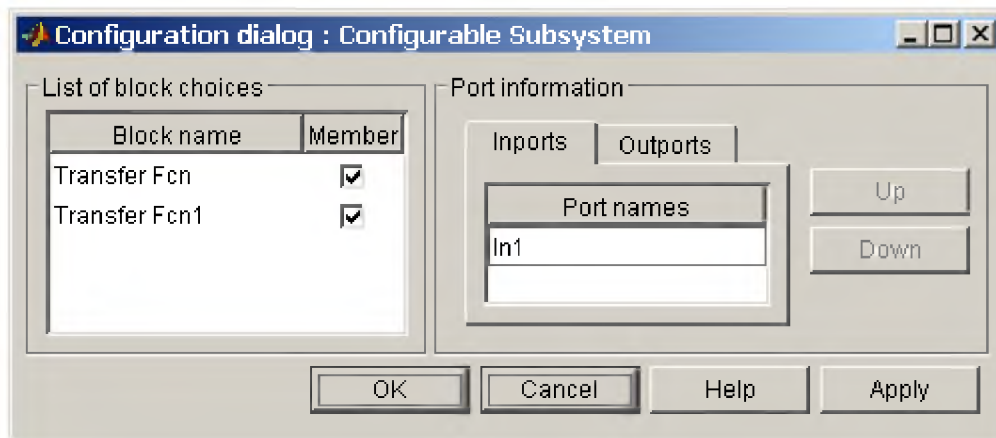 Configuration dialog : Configurable Subsystem
List of block choices
Block name Member
Transfer Fcn
Transfer Fcn1
Port information
Inports Outports
Port names
In1
Up
Down
OK Cancel Help Apply